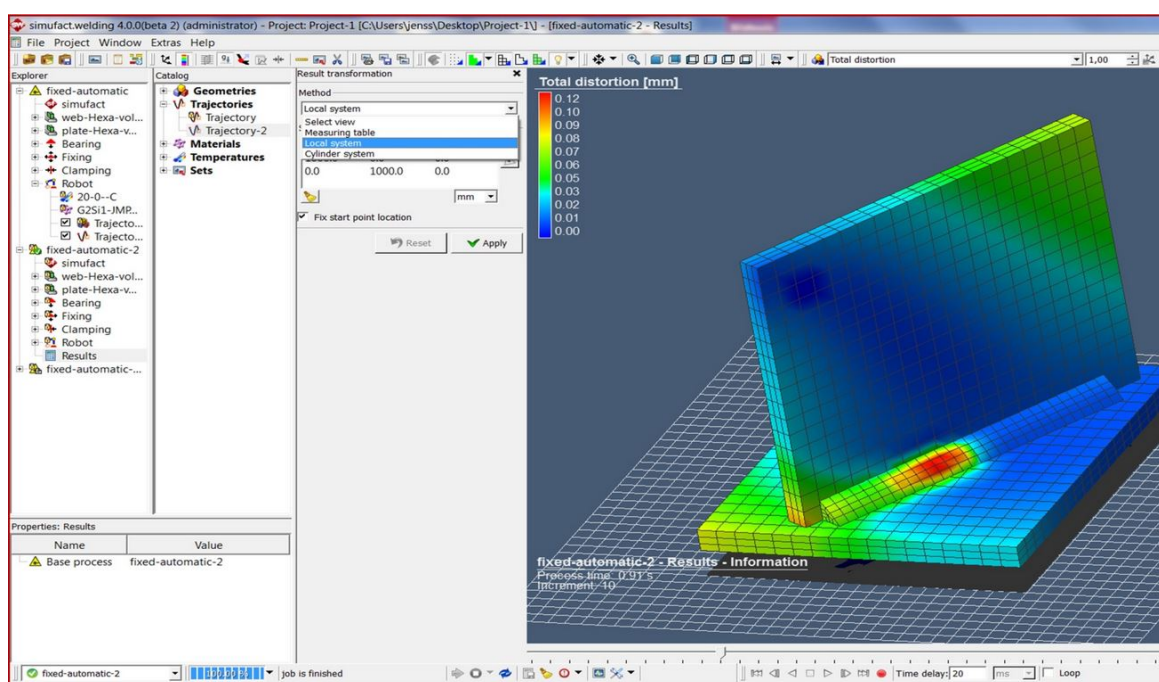 simufact.welding 4.0.0(beta 2) (administrator) - Project: Project-1 [C:\Users\jenss\Desktop\Project-1\] - [fixed-automatic-2 - Results]
File Project Window Extras Help
Total distortion
1,00
Explorer
fixed-automatic
simufact
web-Hexa-vol...
plate-Hexa-v...
Bearing
Fixing
Clamping
Robot
20-0--C
G2Si1-JMP...
Trajecto...
Trajecto...
fixed-automatic-2
simufact
web-Hexa-vol...
plate-Hexa-v...
Bearing
Fixing
Clamping
Robot
Results
fixed-automatic-...
Catalog
Geometries
Trajectories
Trajectory
Trajectory-2
Materials
Temperatures
Sets
Result transformation
Method
Local system
Select view
Measuring table
Local system
Cylinder system
0.0 1000.0 0.0
mm
Fix start point location
Reset Apply
Total distortion [mm]
0.12
0.10
0.09
0.08
0.07
0.06
0.05
0.03
0.02
0.01
0.00
fixed-automatic-2 - Results - Information
Process time: 0.91 s
Increment: 10
Properties: Results
Name Value
Base process fixed-automatic-2
fixed-automatic-2
job is finished
Time delay: 20 ms Loop